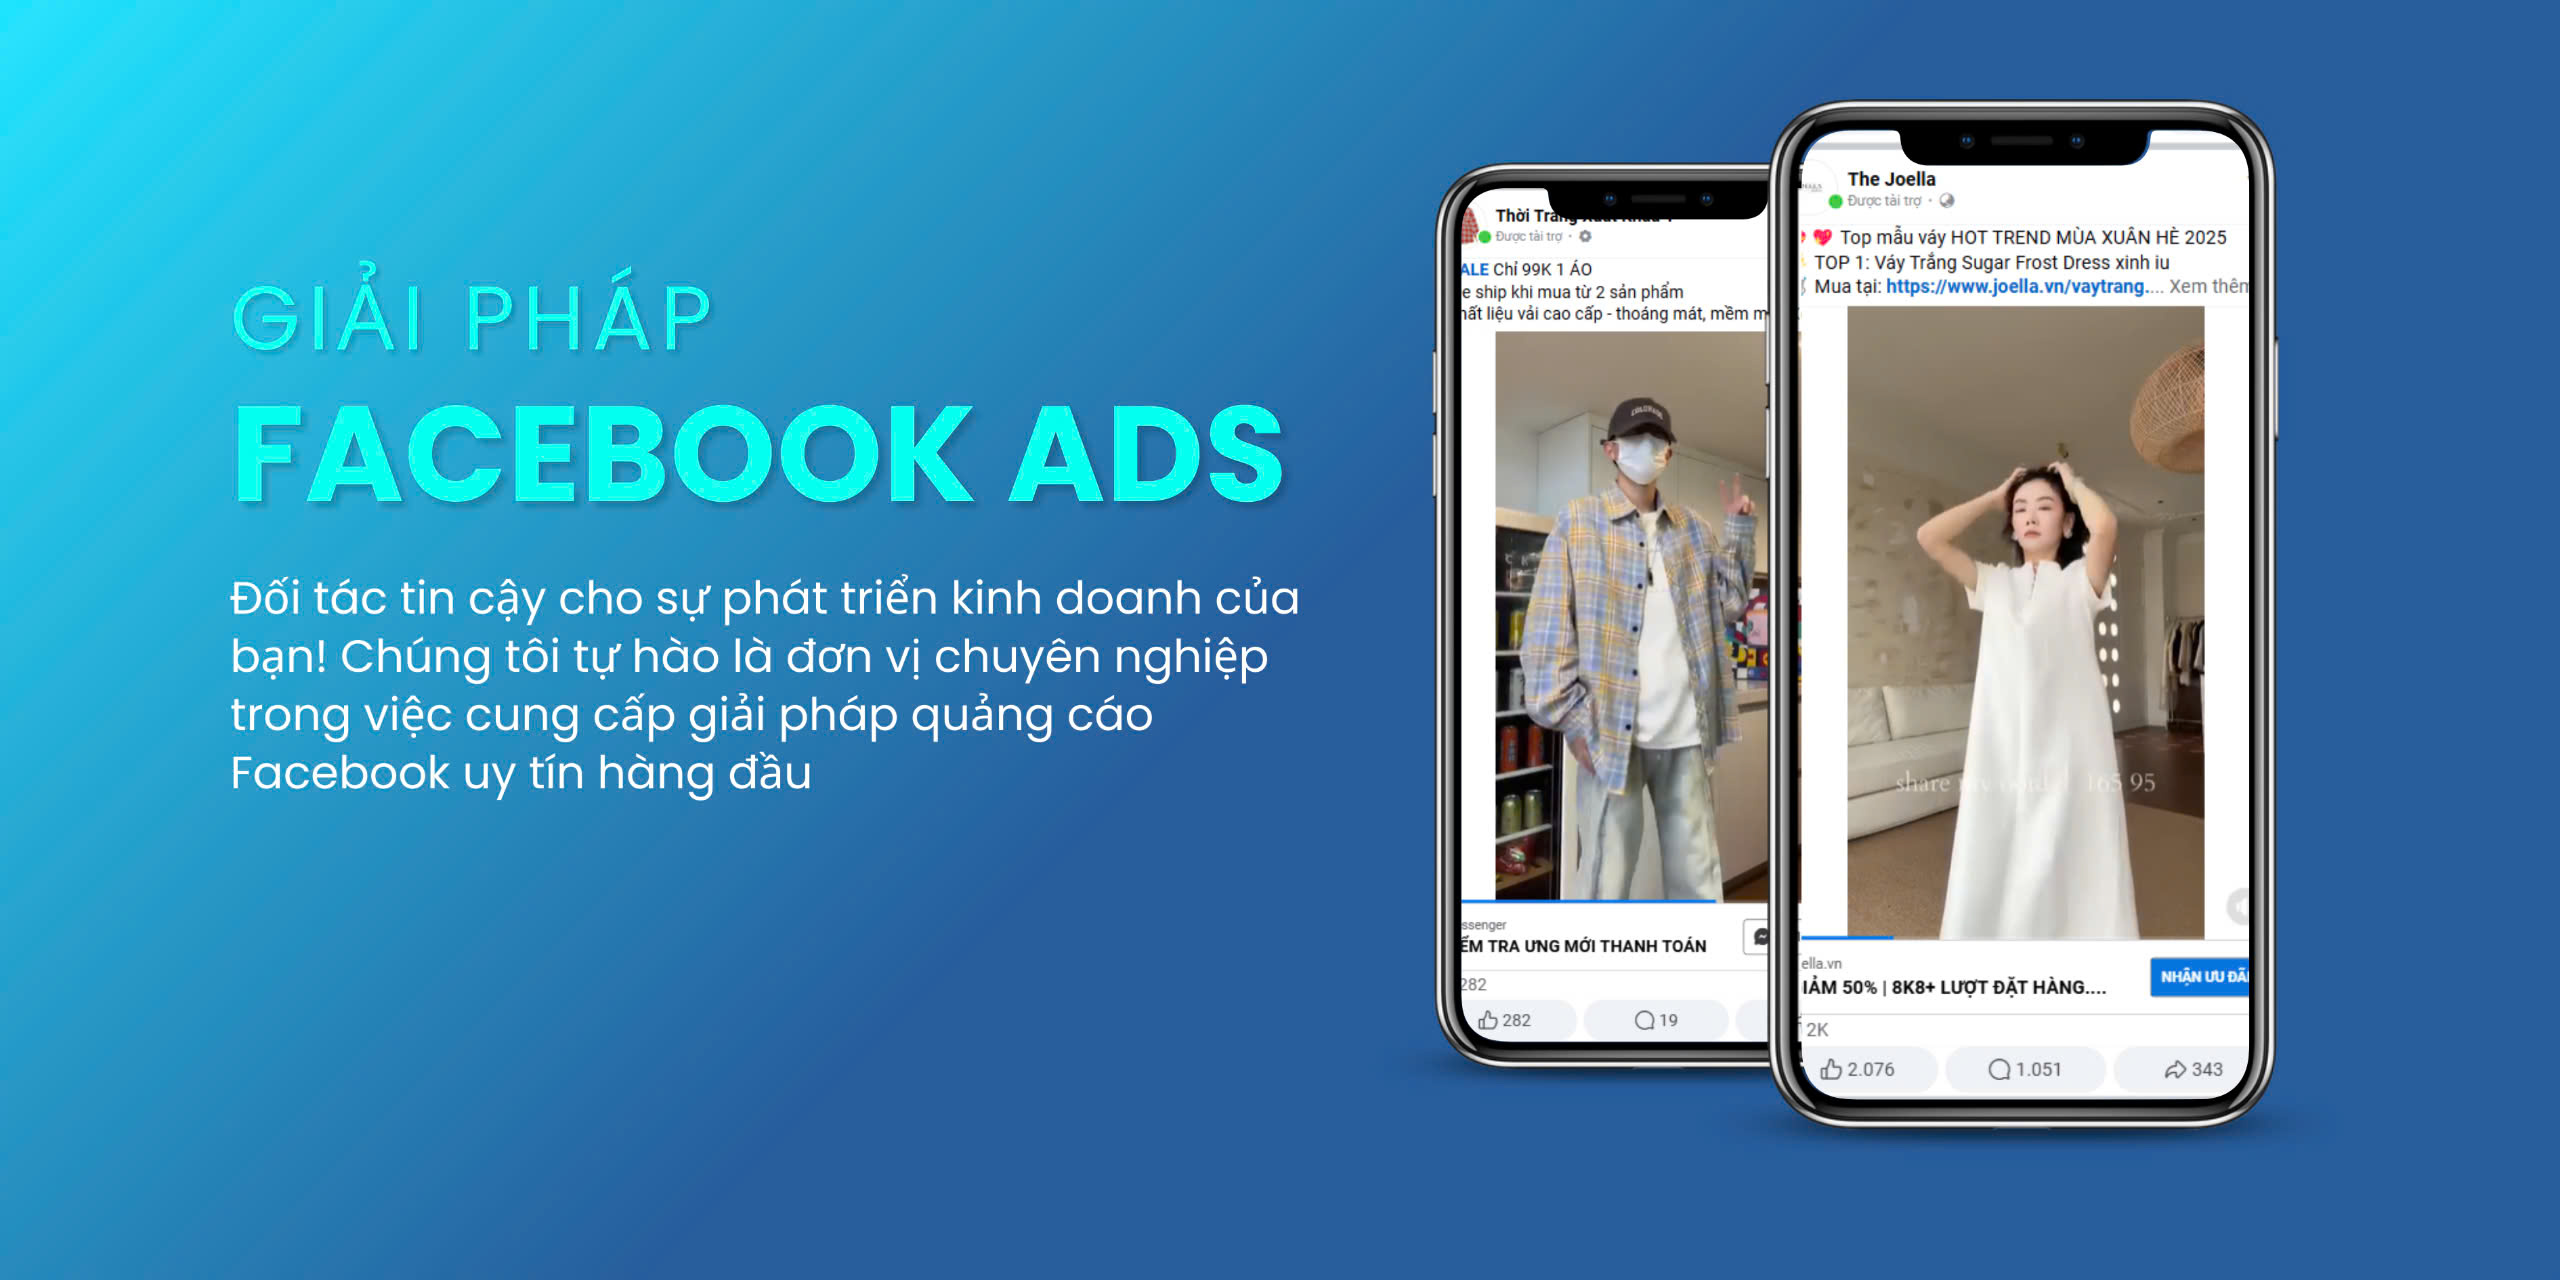 GIẢI PHÁP
FACEBOOK ADS
Đối tác tin cậy cho sự phát triển kinh doanh của
bạn! Chúng tôi tự hào là đơn vị chuyên nghiệp
trong việc cung cấp giải pháp quảng cáo
Facebook uy tín hàng đầu
Thời Trang
Được tài trợ
ALE Chỉ 99K 1 ÁO
e ship khi mua từ 2 sản phẩm
hất liệu vải cao cấp - thoáng mát, mềm m
ssenger
ỂM TRA ƯNG MỚI THANH TOÁN
282
282
19
The Joella
Được tài trợ
Top mẫu váy HOT TREND MÙA XUÂN HÈ 2025
TOP 1: Váy Trắng Sugar Frost Dress xinh iu
Mua tại: https://www.joella.vn/vaytrang.... Xem thêm
share my 165 95
ella.vn
IẢM 50% | 8K8+ LƯỢT ĐẶT HÀNG....
NHẬN ƯU ĐÃI
2K
2.076
1.051
343